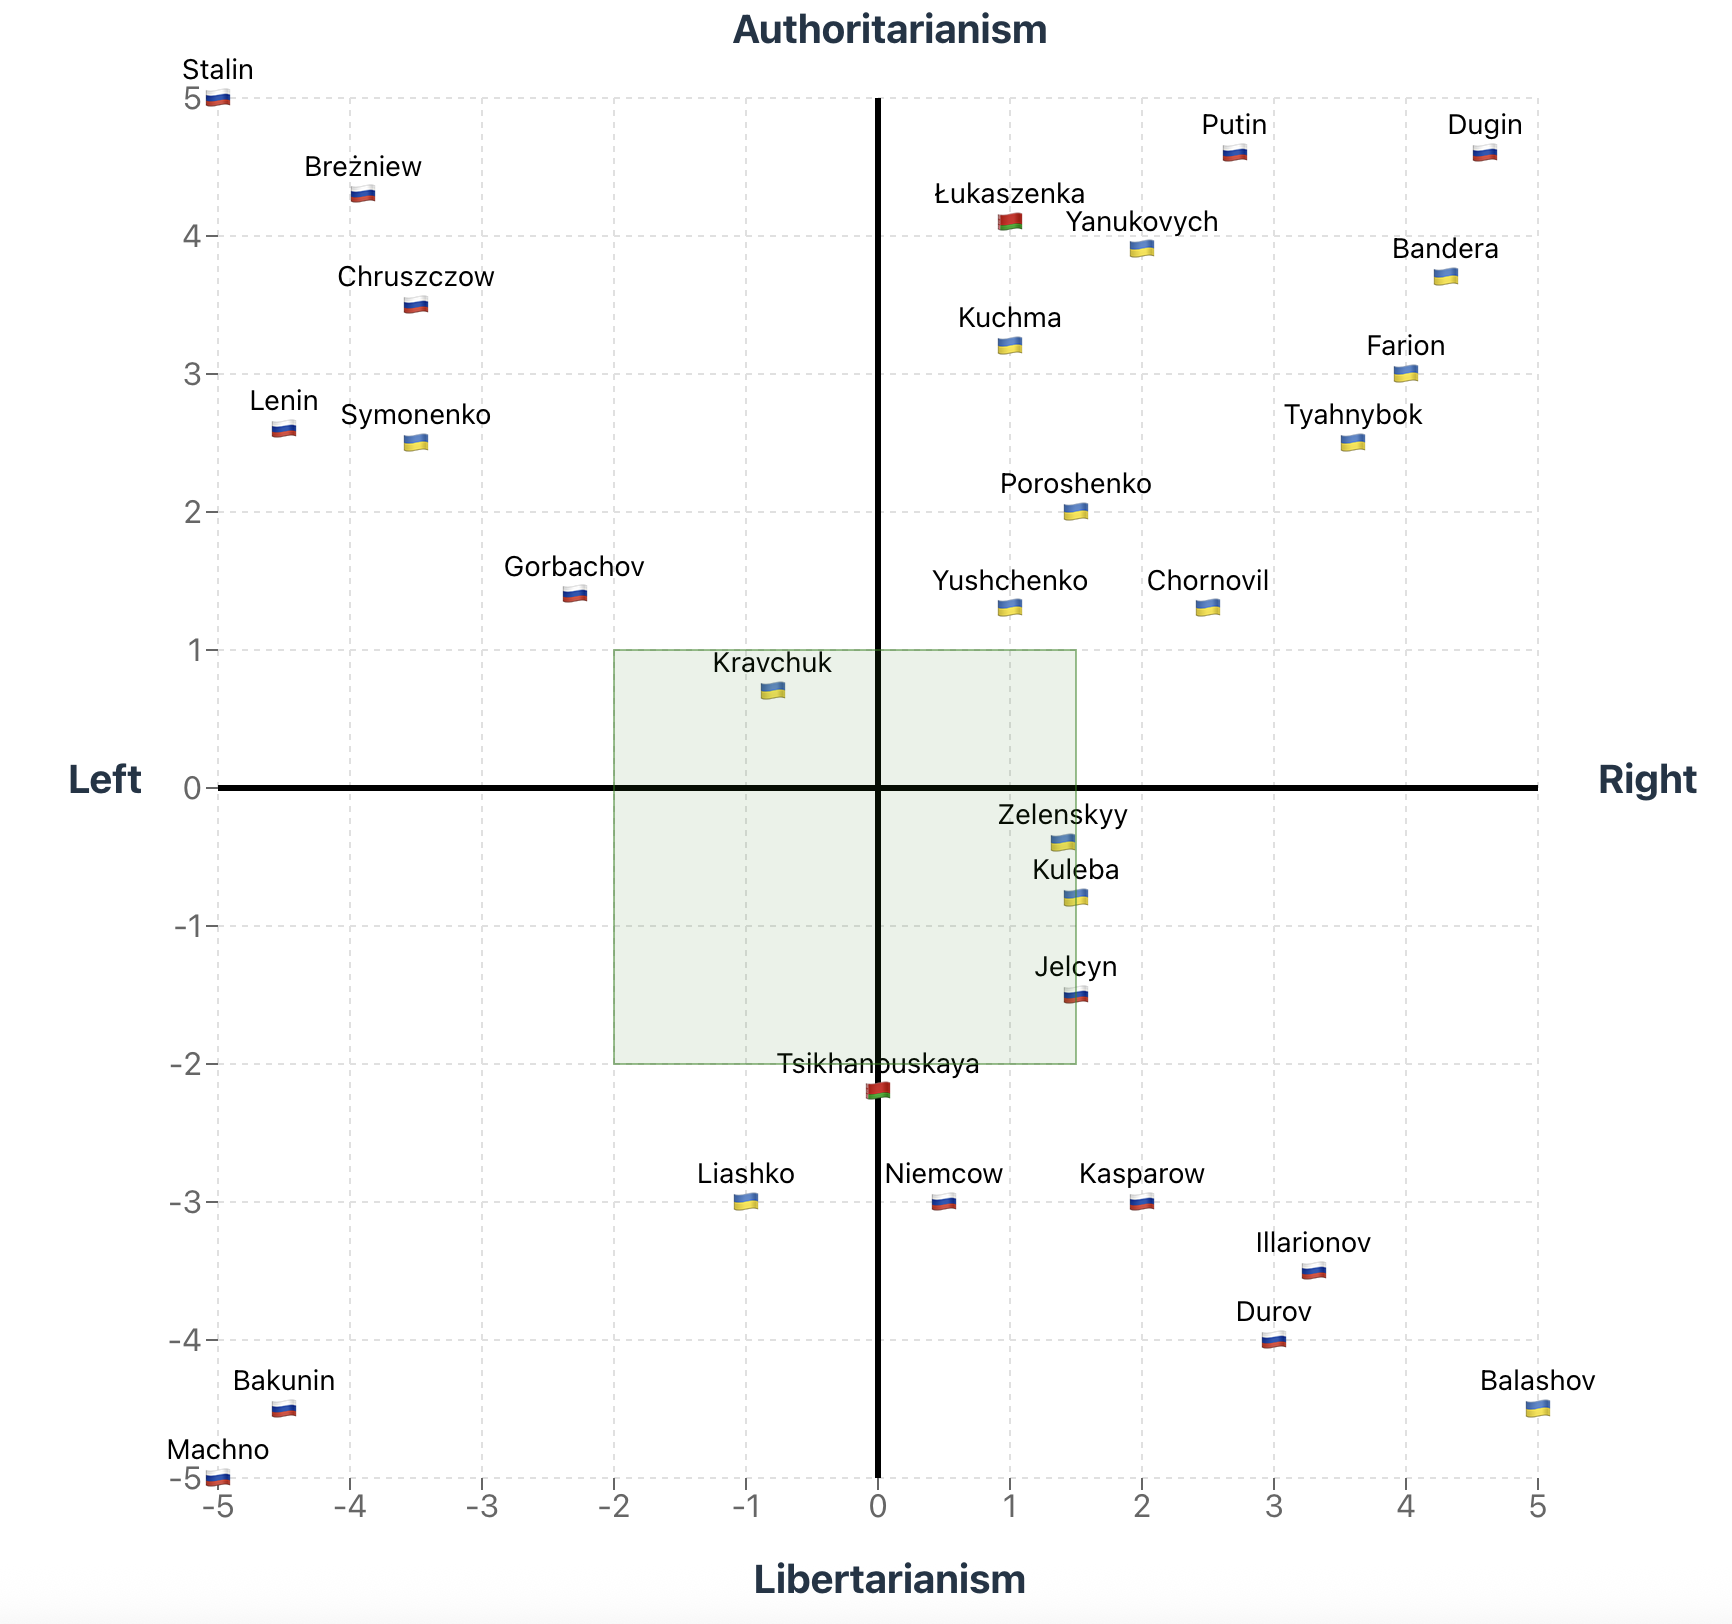 Authoritarianism
Stalin
5
Putin
Dugin
Breżniew
Łukaszenka
Yanukovych
4
Bandera
Chruszczow
Kuchma
Farion
3
Lenin
Symonenko
Tyahnybok
Poroshenko
2
Gorbachov
Yushchenko
Chornovil
1
Kravchuk
Left
0
Right
Zelenskyy
Kuleba
-1
Jelcyn
-2
Tsikhanouskaya
Liashko
Niemcow
Kasparow
-3
Illarionov
Durov
-4
Bakunin
Balashov
Machno
-5
-5 -4 -3 -2 -1 0 1 2 3 4 5
Libertarianism